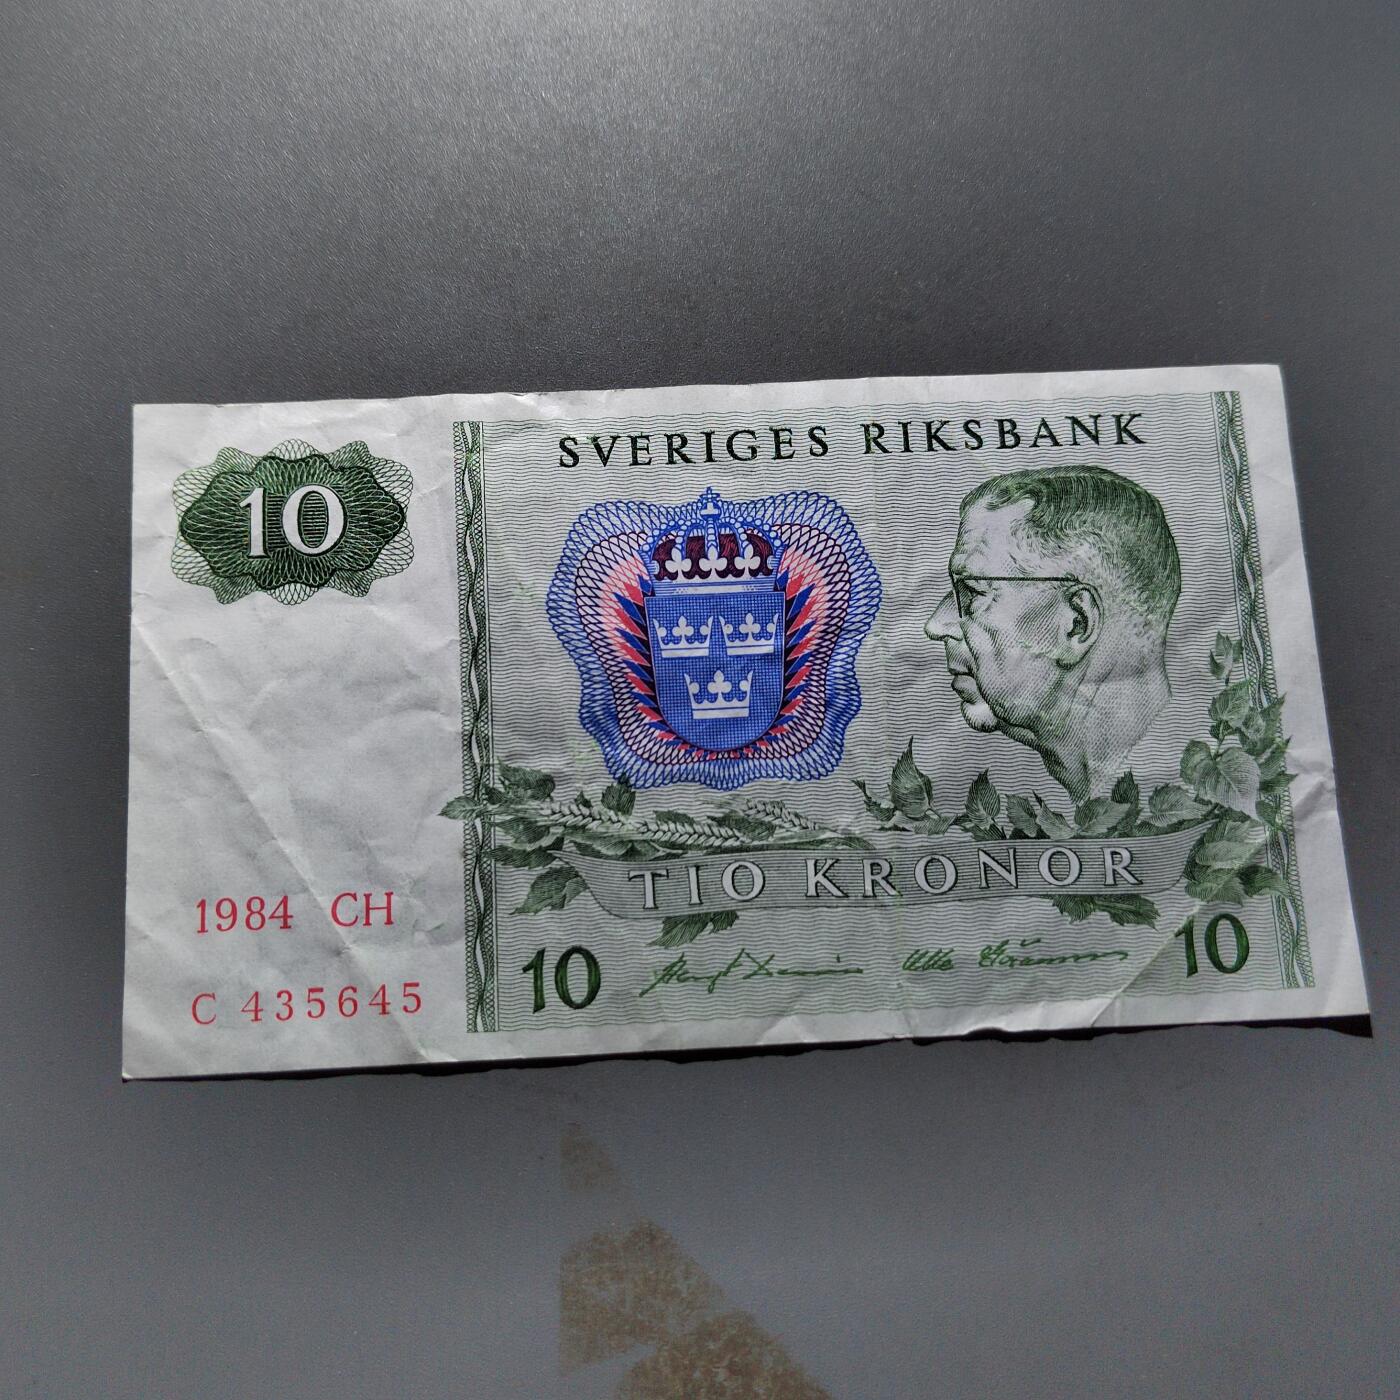 SVERIGES RIKSBANK
10
TIO KRONOR
1984 CH
C 435645
10
10